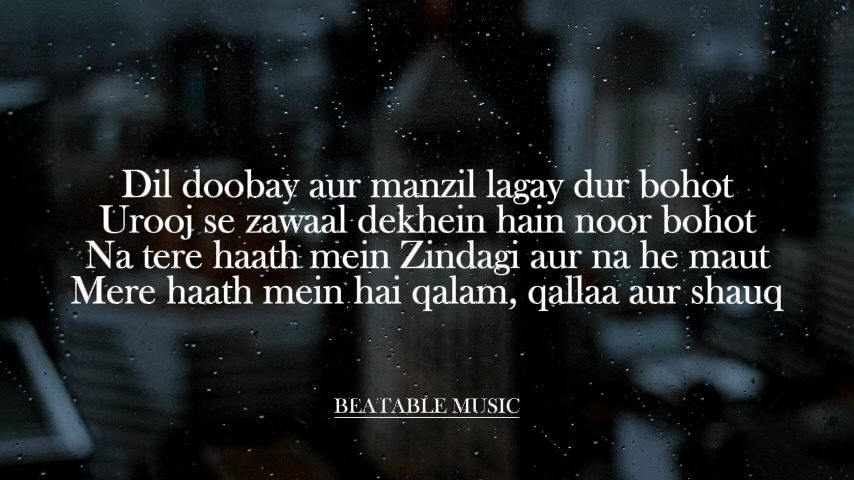 Dil doobay aur manzil lagay dur bohot
Urooj se zawaal dekhein hain noor bohot
Na tere haath mein Zindagi aur na he maut
Mere haath mein hai qalam, qallaa aur shauq
BEATABLE MUSIC